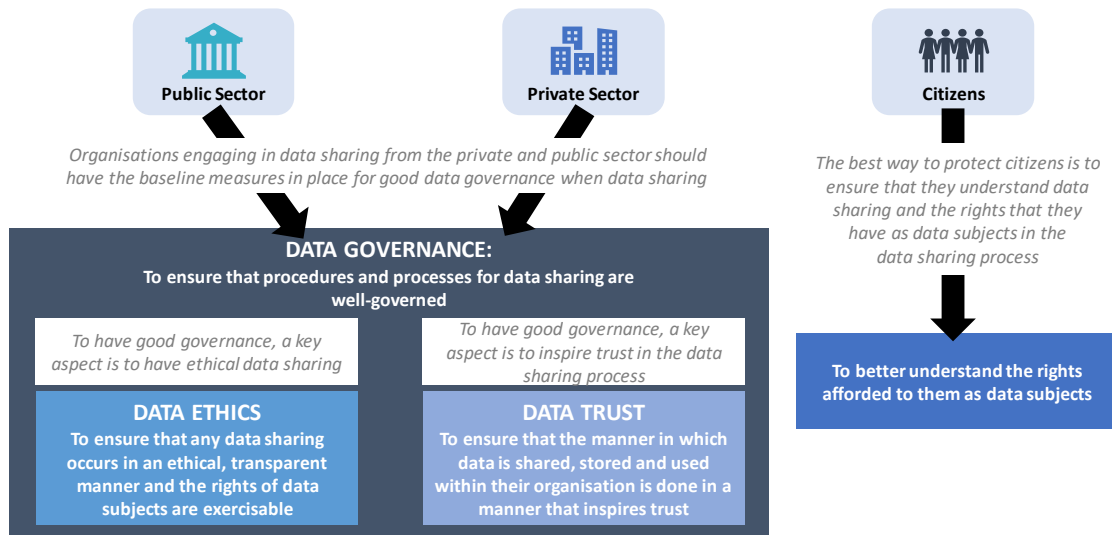 Public Sector
Private Sector
Citizens
Organisations engaging in data sharing from the private and public sector should
have the baseline measures in place for good data governance when data sharing
The best way to protect citizens is to
ensure that they understand data
sharing and the rights that they
have as data subjects in the
data sharing process
DATA GOVERNANCE:
To ensure that procedures and processes for data sharing are
well-governed
To have good governance, a key
aspect is to have ethical data sharing
To have good governance, a key
aspect is to inspire trust in the data
sharing process
DATA ETHICS
To ensure that any data sharing
occurs in an ethical, transparent
manner and the rights of data
subjects are exercisable
DATA TRUST
To ensure that the manner in which
data is shared, stored and used
within their organisation is done in a
manner that inspires trust
To better understand the rights
afforded to them as data subjects